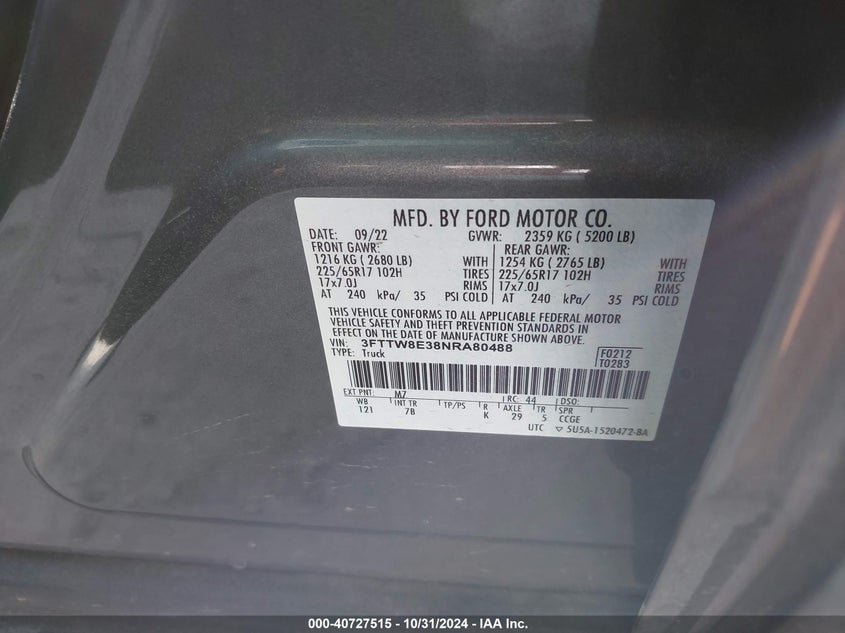 MFD. BY FORD MOTOR CO.
DATE: 09/22 GVWR: 2359 KG ( 5200 LB)
FRONT GAWR: REAR GAWR:
1216 KG ( 2680 LB) WITH 1254 KG ( 2765 LB) WITH
225/65R17 102H TIRES 225/65R17 102H TIRES
17x7.0J RIMS 17x7.0J RIMS
AT 240 kPa/ 35 PSI COLD AT 240 kPa/ 35 PSI COLD
THIS VEHICLE CONFORMS TO ALL APPLICABLE FEDERAL MOTOR
VEHICLE SAFETY AND THEFT PREVENTION STANDARDS IN
EFFECT ON THE DATE OF MANUFACTURE SHOWN ABOVE.
VIN: 3FTTW8E38NRA80488
TYPE: Truck
F0212
T0283
EXT PNT: M7 RC: 44 DSO:
WB INT TR TP/PS R AXLE TR SPR
121 7B K 29 5 CCGE
UTC ▽ 5U5A-1520472-BA
000-40727515 - 10/31/2024 - IAA Inc.